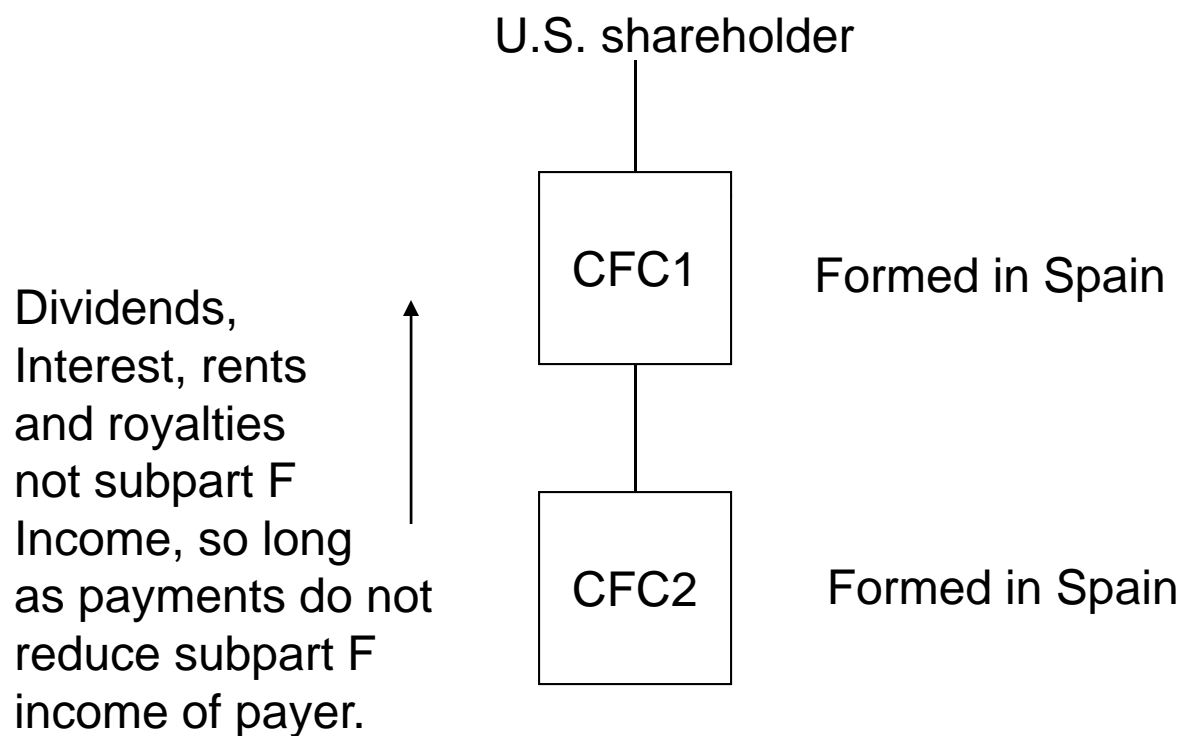 U.S. shareholder
CFC1
Formed in Spain
Dividends,
Interest, rents
and royalties
not subpart F
Income, so long
as payments do not
reduce subpart F
income of payer.
CFC2
Formed in Spain